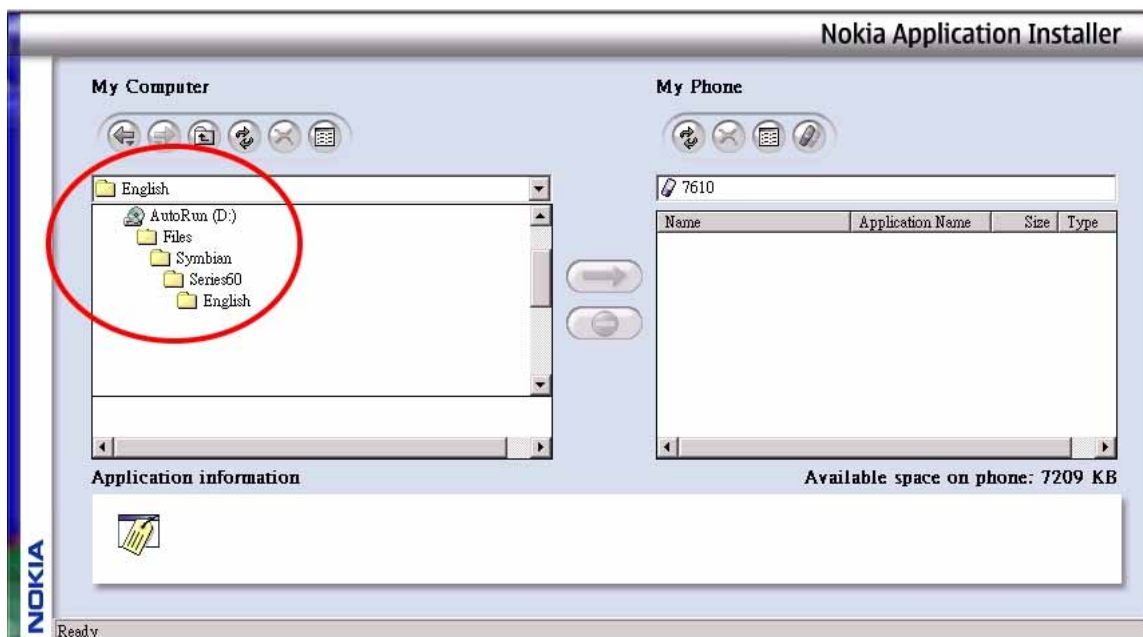 Nokia Application Installer
My Computer
My Phone
English
7610
AutoRun (D:)
Files
Symbian
Series60
English
Name Application Name Size Type
Application information
Available space on phone: 7209 KB
NOKIA
Ready